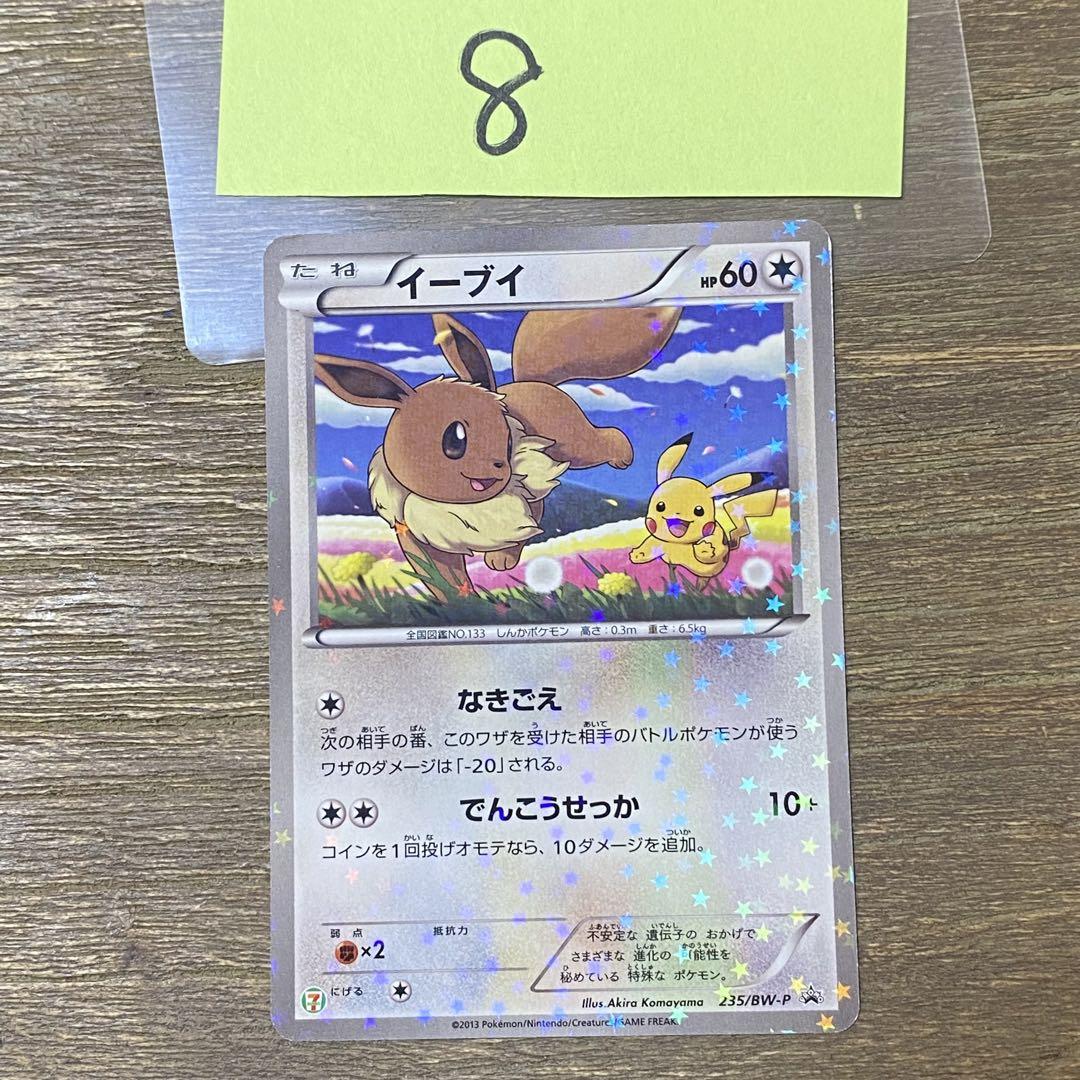 8
たね イーブイ HP60
全国図鑑NO.133 しんかポケモン 高さ:0.3m 重さ:6.5kg
なきごえ
次の相手の番、このワザを受けた相手のバトルポケモンが使う
ワザのダメージは「-20」される。
でんこうせっか 10+
コインを1回投げオモテなら、10ダメージを追加。
弱点 抵抗力
×2
にげる
不安定な 遺伝子の おかげで
さまざまな 進化の 可能性を
秘めている 特殊な ポケモン。
7
Illus.Akira Komayama 235/BW-P
©2013 Pokémon/Nintendo/Creatures/GAME FREAK.